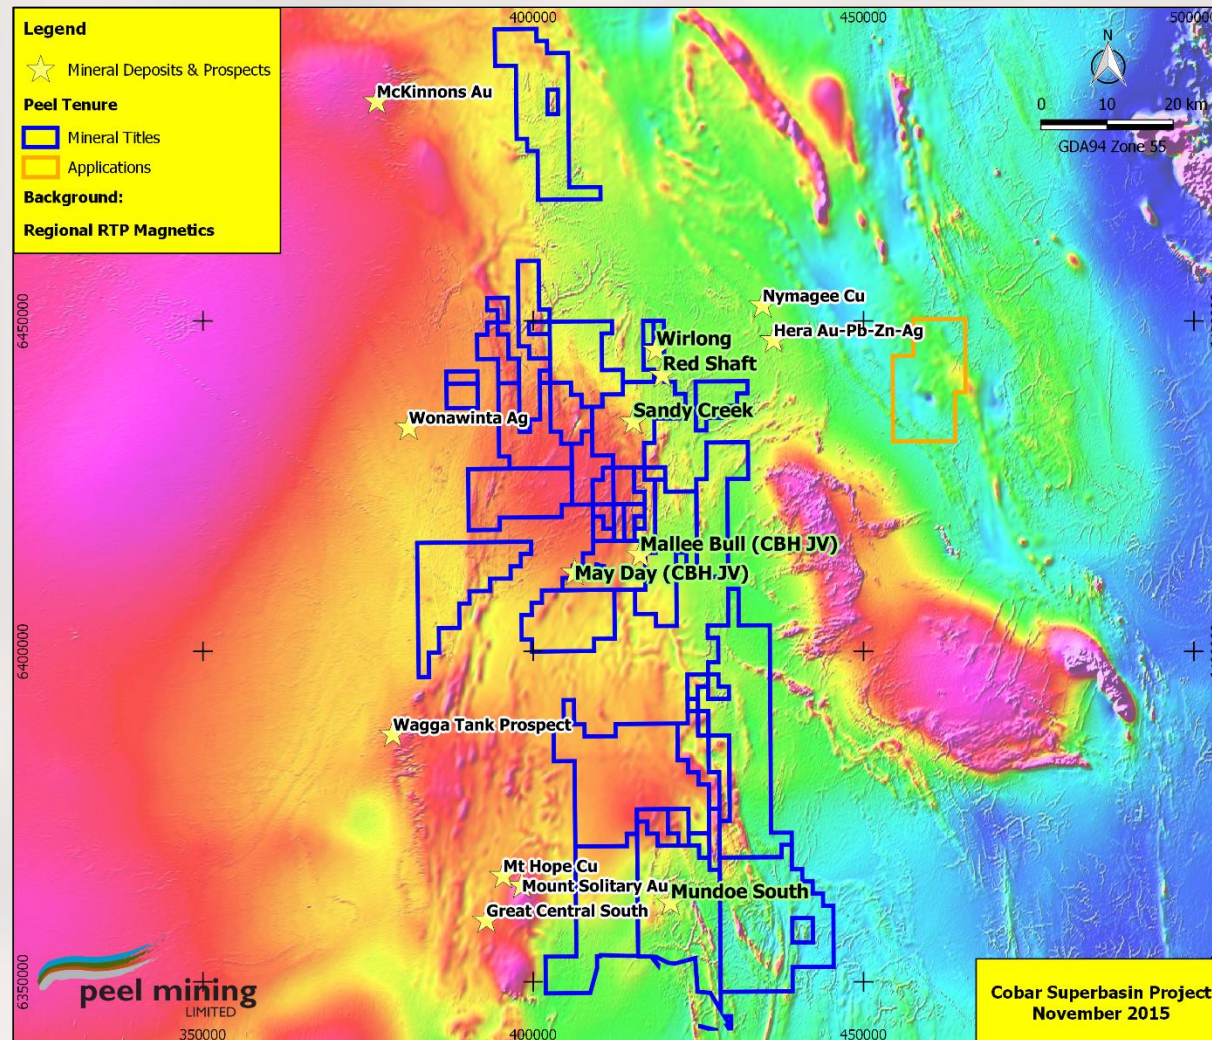 400000
450000
500000
Legend
Mineral Deposits & Prospects
Peel Tenure
Mineral Titles
Applications
Background:
Regional RTP Magnetics
N
0 10 20 km
GDA94 Zone 55
McKinnons Au
6450000
Nymagee Cu
Hera Au-Pb-Zn-Ag
Wirlong
Red Shaft
Sandy Creek
Wonawinta Ag
Mallee Bull (CBH JV)
May Day (CBH JV)
6400000
Wagga Tank Prospect
Mt Hope Cu
Mount Solitary Au
Mundoe South
Great Central South
6350000
peel mining
LIMITED
Cobar Superbasin Project
November 2015
350000
400000
450000